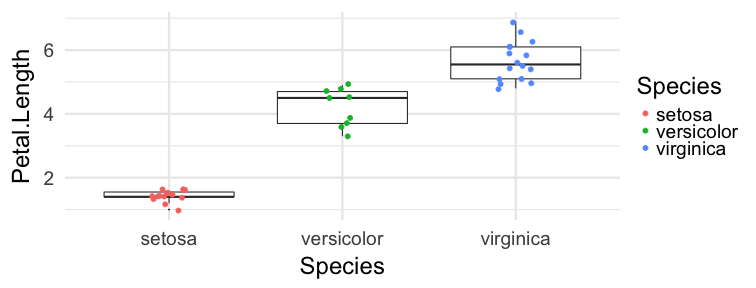 Petal.Length
6
4
2
setosa
versicolor
virginica
Species
Species
setosa
versicolor
virginica